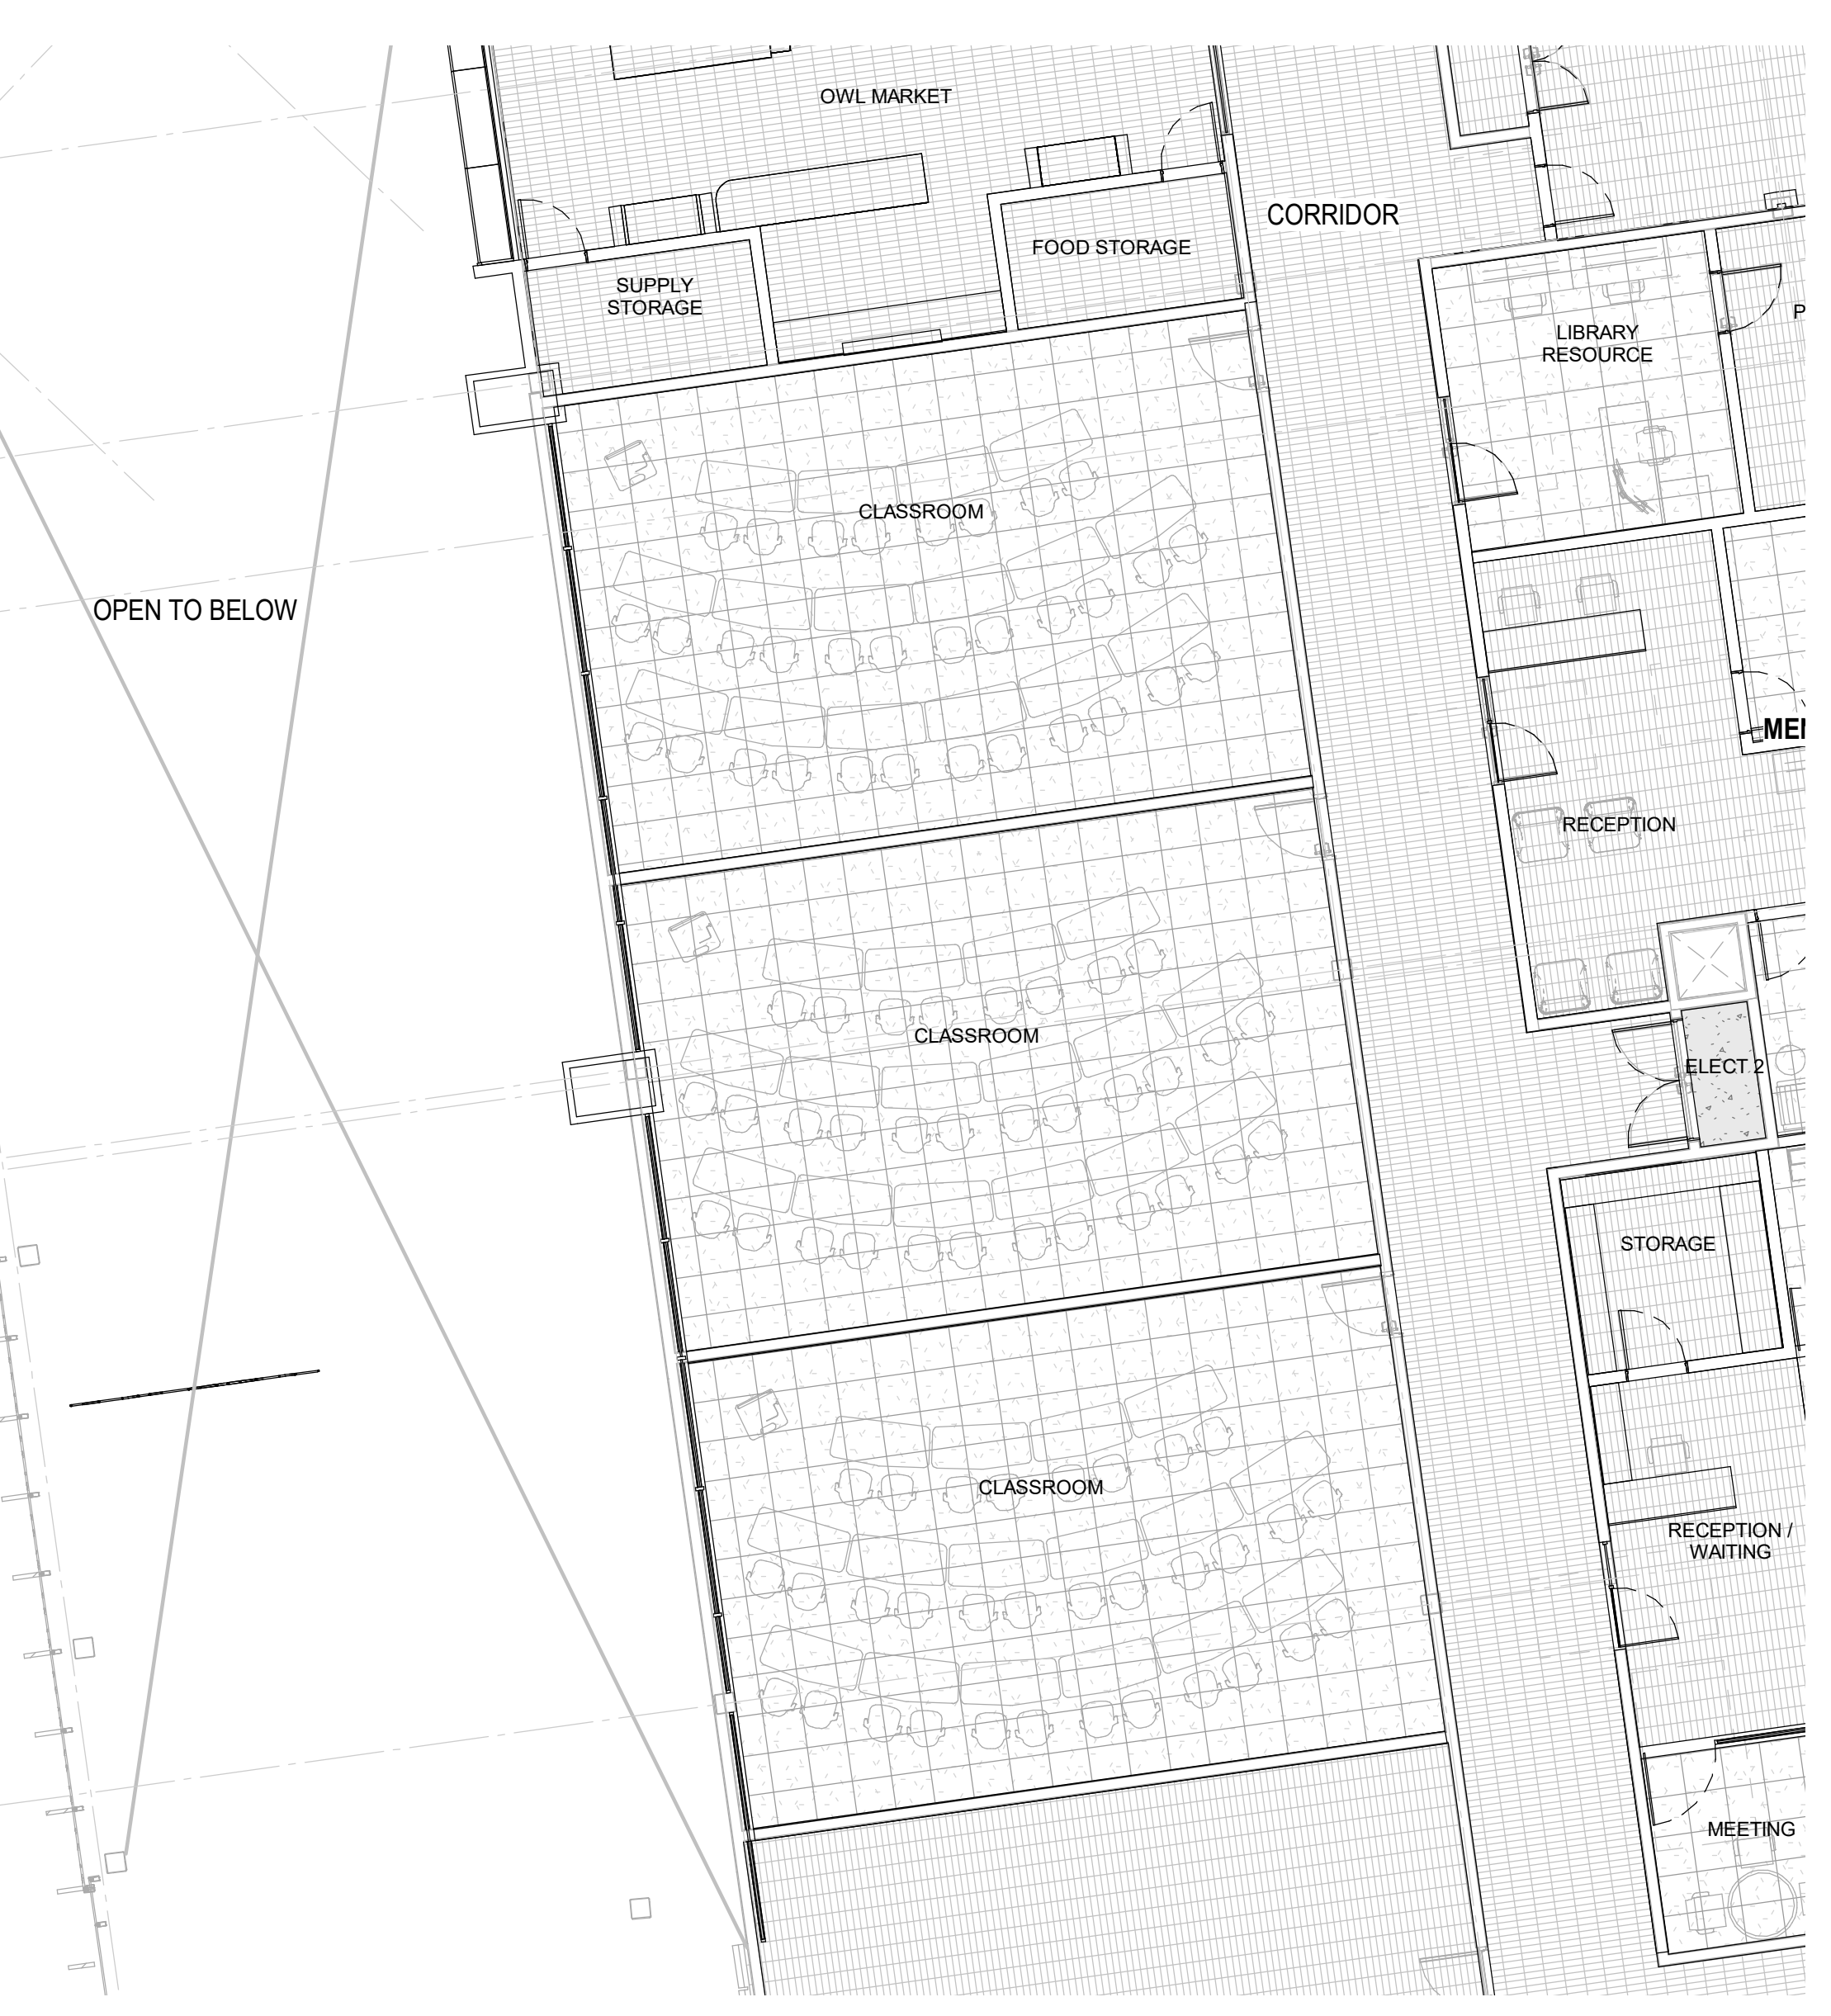 OWL MARKET
CORRIDOR
FOOD STORAGE
SUPPLY
STORAGE
LIBRARY
RESOURCE
P
CLASSROOM
OPEN TO BELOW
MEI
RECEPTION
CLASSROOM
ELECT 2
STORAGE
CLASSROOM
RECEPTION /
WAITING
MEETING